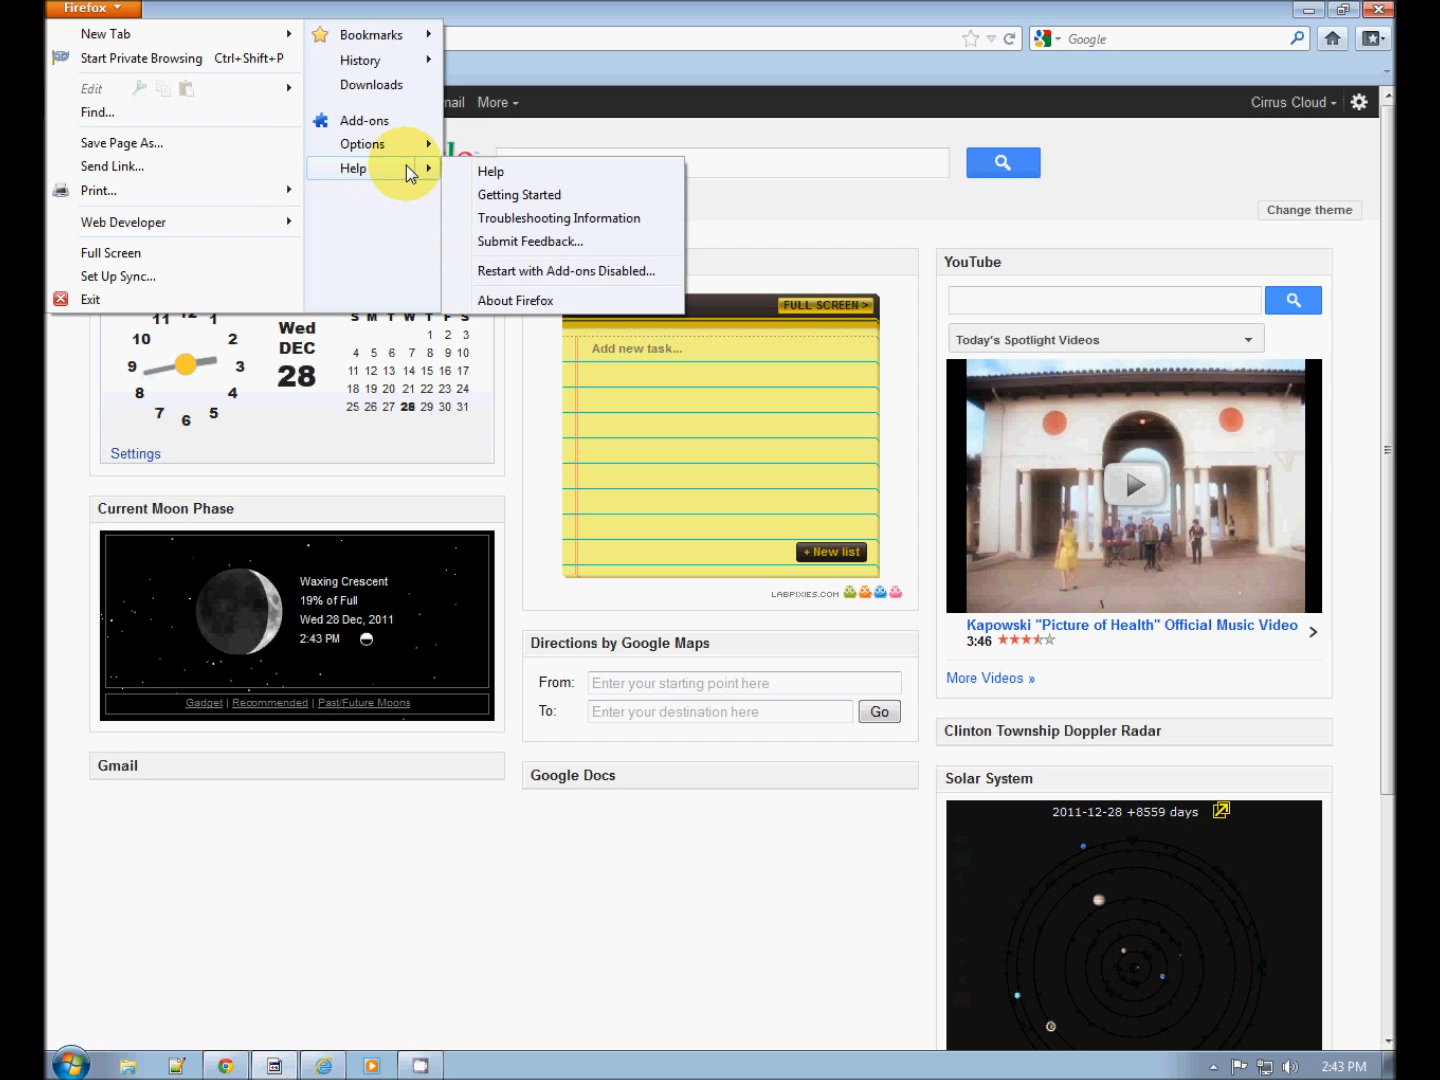 Firefox
New Tab
Start Private Browsing Ctrl+Shift+P
Edit
Find...
Save Page As...
Send Link...
Print...
Web Developer
Full Screen
Set Up Sync...
Exit
Bookmarks
History
Downloads
Add-ons
Options
Help
Help
Getting Started
Troubleshooting Information
Submit Feedback...
Restart with Add-ons Disabled...
About Firefox
Google
More
Cirrus Cloud
Change theme
11 12 1
10 2
9 3
8 4
7 6 5
Wed
DEC
28
S M T W T F S
1 2 3
4 5 6 7 8 9 10
11 12 13 14 15 16 17
18 19 20 21 22 23 24
25 26 27 28 29 30 31
Settings
Current Moon Phase
Waxing Crescent
19% of Full
Wed 28 Dec, 2011
2:43 PM
Gadget | Recommended | Past/Future Moons
Gmail
FULL SCREEN >
Add new task...
+ New list
LABPIXIES.COM
Directions by Google Maps
From: Enter your starting point here
To: Enter your destination here Go
Google Docs
YouTube
Today's Spotlight Videos
Kapowski "Picture of Health" Official Music Video
3:46
More Videos »
Clinton Township Doppler Radar
Solar System
2011-12-28 +8559 days
2:43 PM